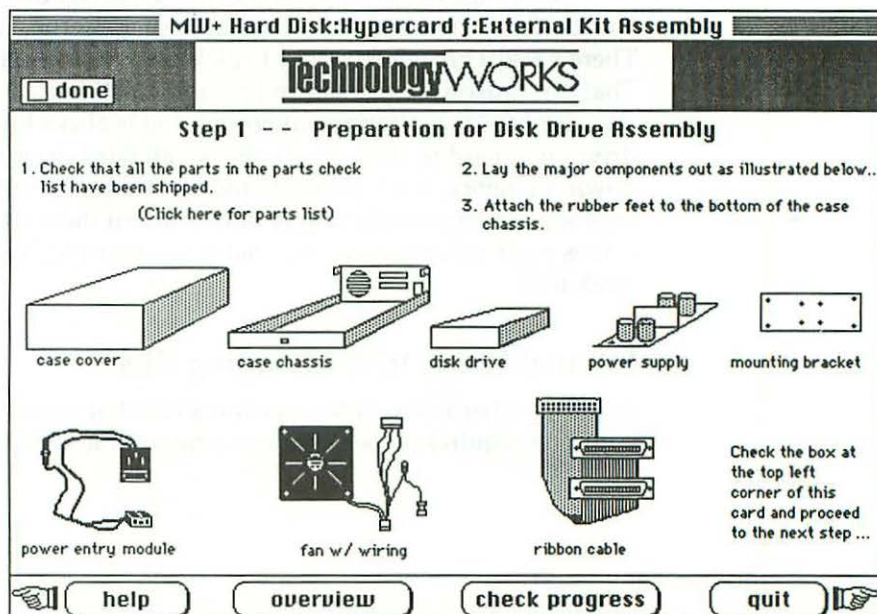 MW+ Hard Disk:Hypercard ƒ:External Kit Assembly
done
TechnologyWORKS
Step 1 -- Preparation for Disk Drive Assembly
1. Check that all the parts in the parts check
list have been shipped.
(Click here for parts list)
2. Lay the major components out as illustrated below..
3. Attach the rubber feet to the bottom of the case
chassis.
case cover
case chassis
disk drive
power supply
mounting bracket
power entry module
fan w/ wiring
ribbon cable
Check the box at
the top left
corner of this
card and proceed
to the next step ...
help
overview
check progress
quit